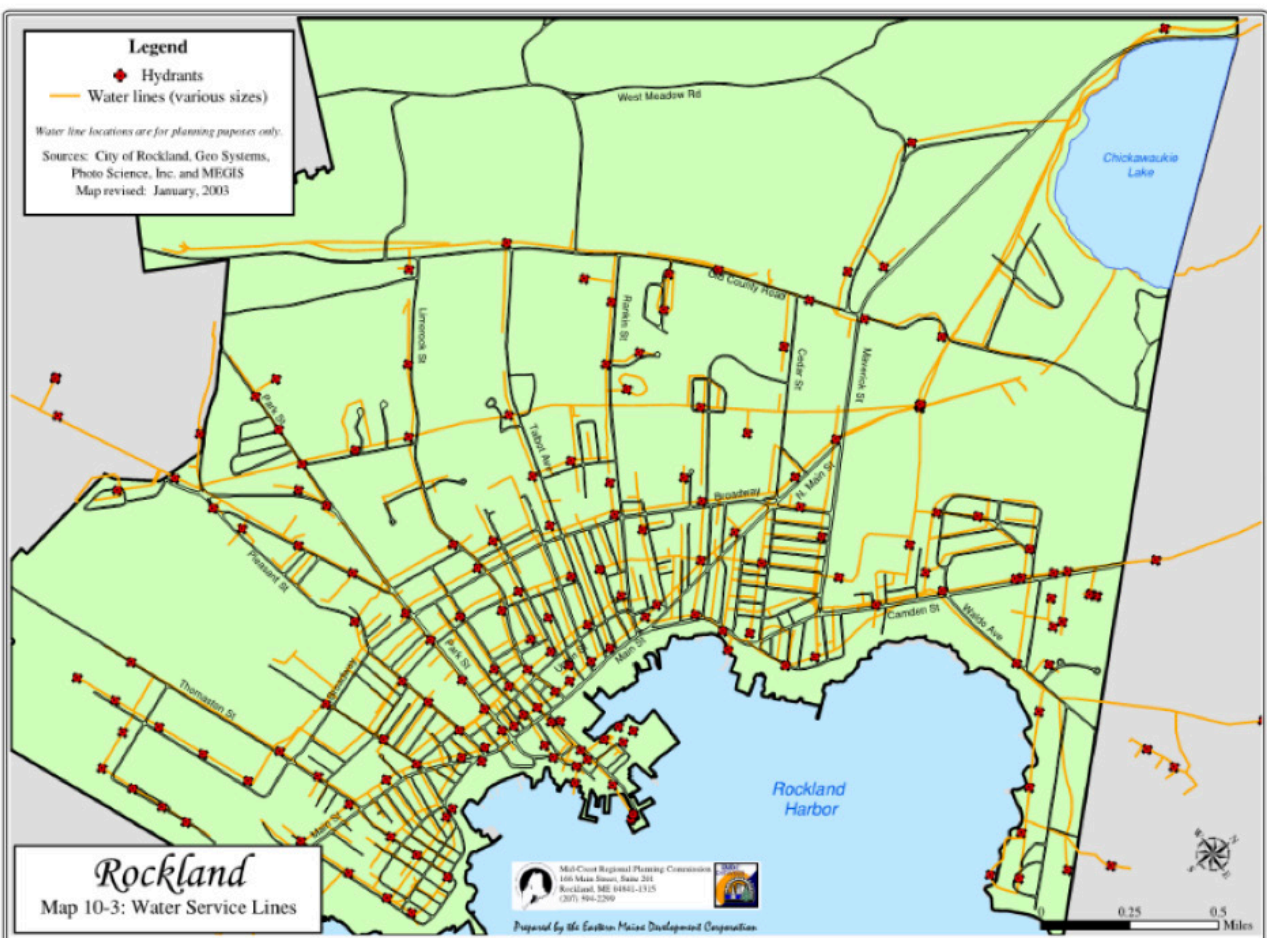 Legend
Hydrants
Water lines (various sizes)
Water line locations are for planning puposes only.
Sources: City of Rockland, Geo Systems,
Photo Science, Inc. and MEGIS
Map revised: January, 2003
West Meadow Rd
Chickawaukie
Lake
Old County Road
Limerock St
Rankin St
Cedar St
Maverick St
Park St
Talbot Ave
N. Main St
Broadway
Pleasant St
Camden St
Waldo Ave
Park St
Union St
Main St
Broadway
Thomaston St
Main St
Rockland
Harbor
Rockland
Map 10-3: Water Service Lines
Mid-Coast Regional Planning Commission
166 Main Street, Suite 201
Rockland, ME 04841-3315
(207) 594-2299
Prepared by the Eastern Maine Development Corporation
N
E
S
W
0 0.25 0.5
Miles